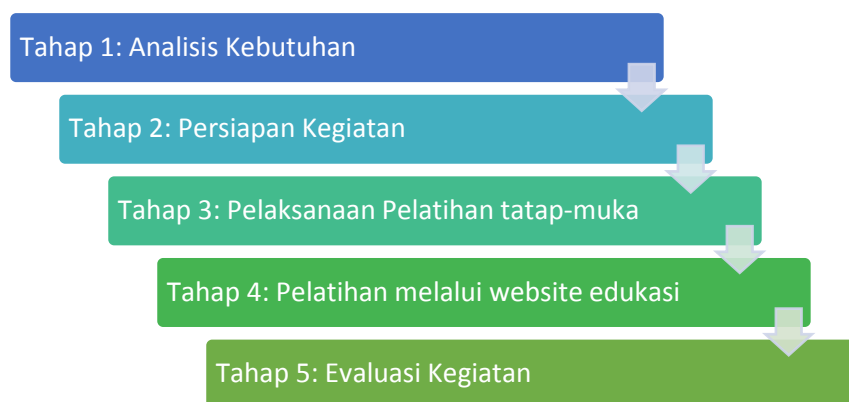 Tahap 1: Analisis Kebutuhan
Tahap 2: Persiapan Kegiatan
Tahap 3: Pelaksanaan Pelatihan tatap-muka
Tahap 4: Pelatihan melalui website edukasi
Tahap 5: Evaluasi Kegiatan